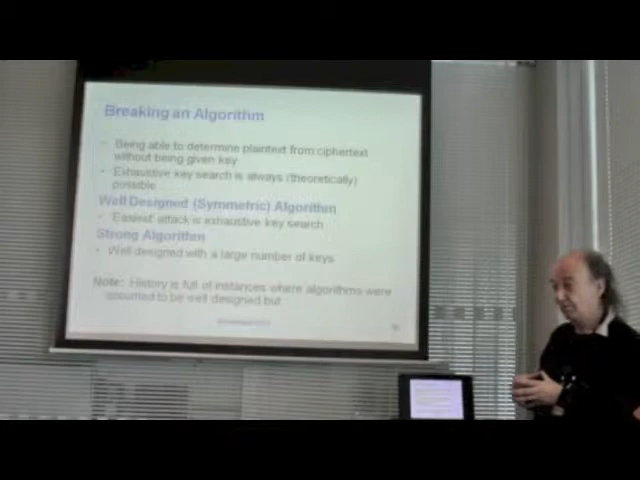 Breaking an Algorithm
- Being able to determine plaintext from ciphertext
without being given key
• Exhaustive key search is always (theoretically)
possible
Well Designed (Symmetric) Algorithm
• 'Easiest' attack is exhaustive key search
Strong Algorithm
• Well designed with a large number of keys
Note: History is full of instances where algorithms were
assumed to be well designed but